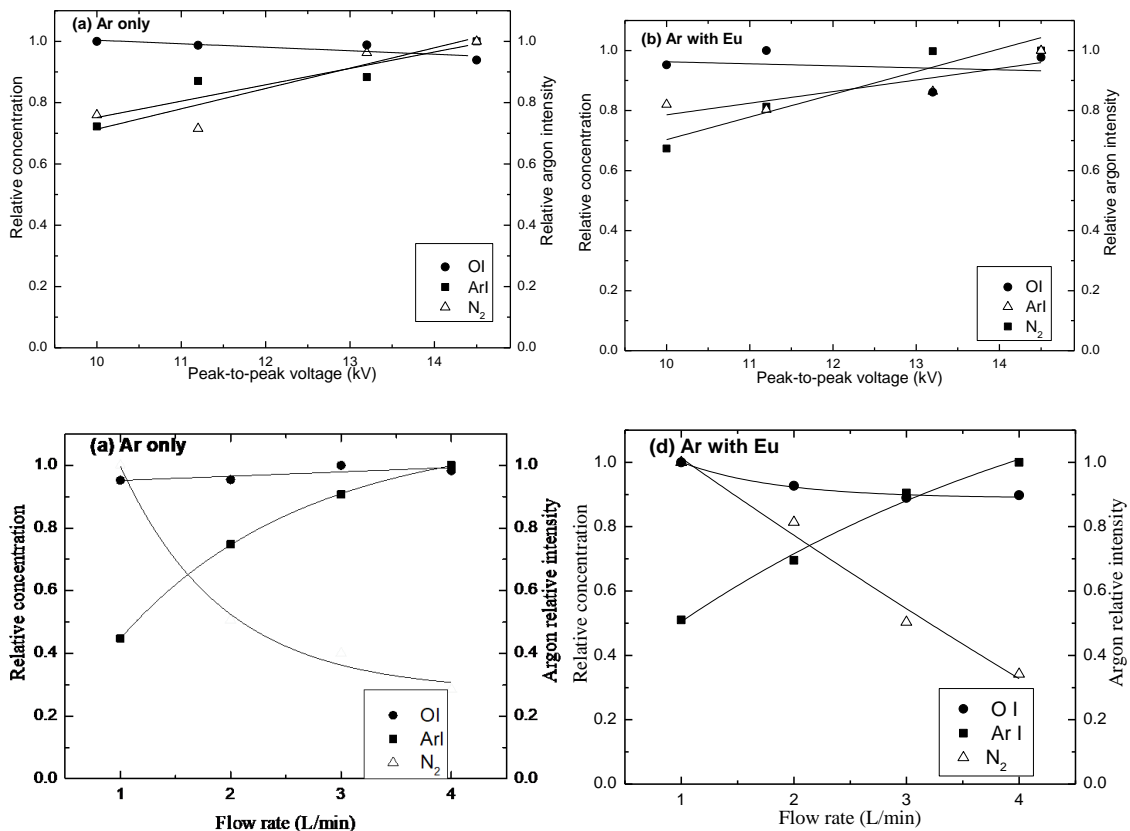 (a) Ar only
1.0
0.8
0.6
0.4
0.2
0.0
Relative concentration
1.0
0.8
0.6
0.4
0.2
0.0
Relative argon intensity
OI
ArI
N2
10 11 12 13 14
Peak-to-peak voltage (kV)
(b) Ar with Eu
1.0
0.8
0.6
0.4
0.2
0.0
Relative concentration
1.0
0.8
0.6
0.4
0.2
0.0
Relative argon intensity
OI
ArI
N2
10 11 12 13 14
Peak-to-peak voltage (kV)
(a) Ar only
1.0
0.8
0.6
0.4
0.2
0.0
Relative concentration
1.0
0.8
0.6
0.4
0.2
0.0
Argon relative intensity
OI
ArI
N2
1 2 3 4
Flow rate (L/min)
(d) Ar with Eu
1.0
0.8
0.6
0.4
0.2
0.0
Relative concentration
1.0
0.8
0.6
0.4
0.2
0.0
Argon relative intensity
O I
Ar I
N2
1 2 3 4
Flow rate (L/min)